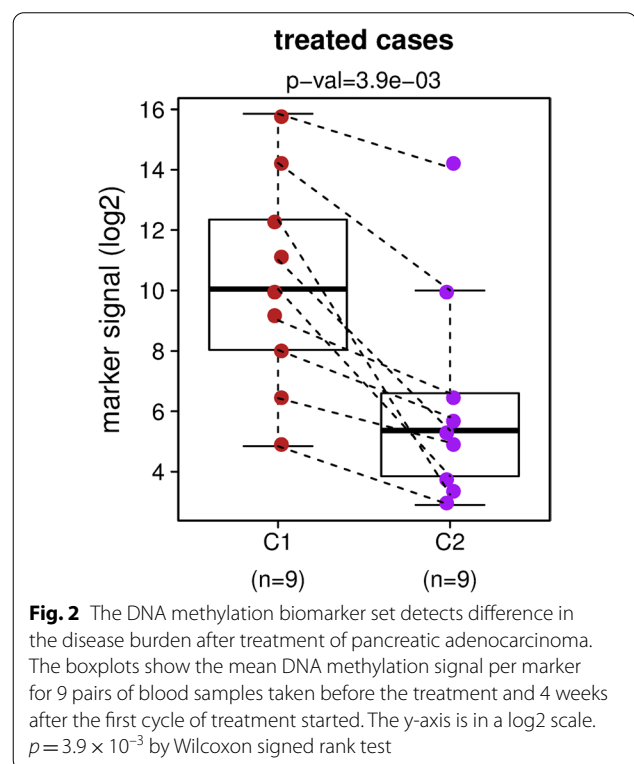 treated cases
p-val=3.9e-03
16
14
12
10
8
6
4
marker signal (log2)
C1
C2
(n=9)
(n=9)
Fig. 2 The DNA methylation biomarker set detects difference in
the disease burden after treatment of pancreatic adenocarcinoma.
The boxplots show the mean DNA methylation signal per marker
for 9 pairs of blood samples taken before the treatment and 4 weeks
after the first cycle of treatment started. The y-axis is in a log2 scale.
p = 3.9 × 10⁻³ by Wilcoxon signed rank test